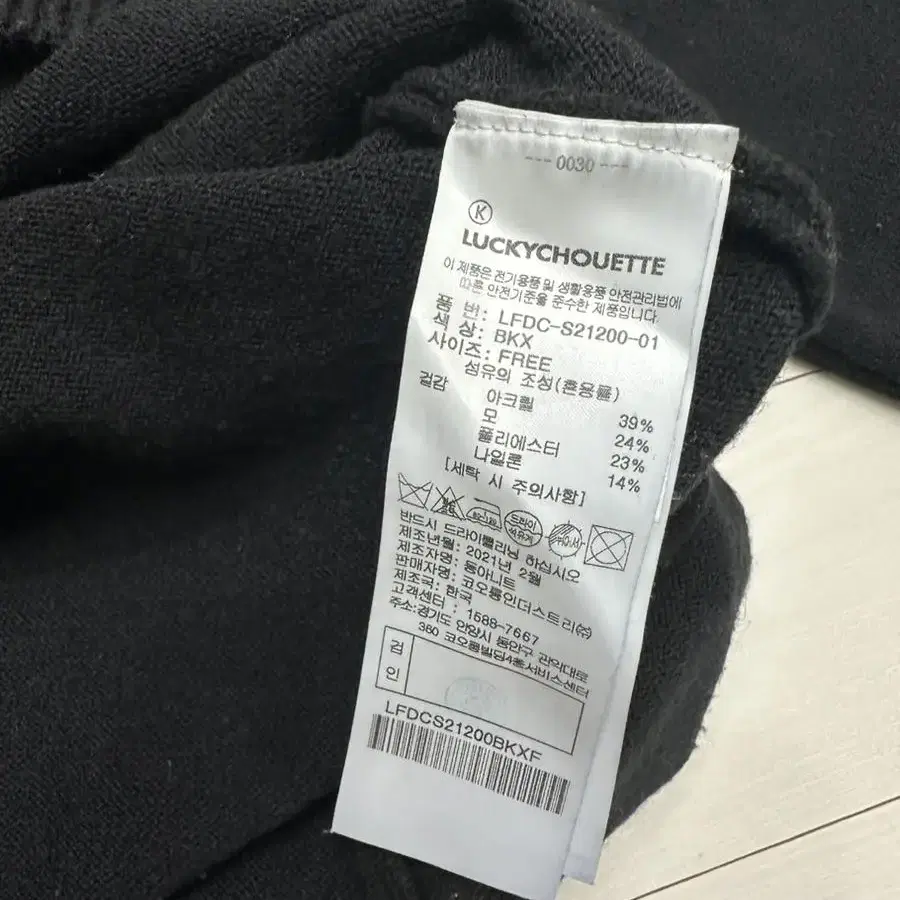 --- 0030 ---
K
LUCKYCHOUETTE
이 제품은 전기용품 및 생활용품 안전관리법에
따른 안전기준을 준수한 제품입니다.
품 번: LFDC-S21200-01
색 상: BKX
사이즈: FREE
섬유의 조성(혼용률)
겉감
아크릴 39%
모 24%
폴리에스터 23%
나일론 14%
[세탁 시 주의사항]
드라이
석유계
반드시 드라이클리닝 하십시오
제조년월: 2021년 2월
제조자명: 동아니트
판매자명: 코오롱인더스트리㈜
제조국: 한국
고객센터 : 1588-7667
주소:경기도 안양시 동안구 관악대로
360 코오롱빌딩4층서비스센터
검
인
LFDCS21200BKXF